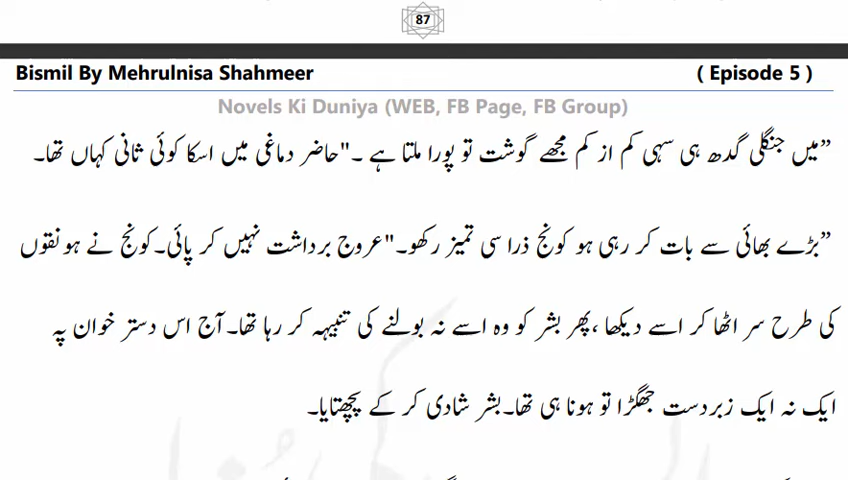 87
Bismil By Mehrulnisa Shahmeer ( Episode 5 )
Novels Ki Duniya (WEB, FB Page, FB Group)
”میں جنگلی گدھ ہی سہی کم از کم مجھے گوشت تو پورا ملتا ہے ۔"حاضر دماغی میں اسکا کوئی ثانی کہاں تھا۔
”بڑے بھائی سے بات کر رہی ہو کونج ذرا سی تمیز رکھو۔"عروج برداشت نہیں کر پائی۔کونج نے ہونقوں
کی طرح سر اٹھا کر اسے دیکھا ،پھر بشر کو وہ اسے نہ بولنے کی تنبیہہ کر رہا تھا۔آج اس دستر خوان پہ
ایک نہ ایک زبردست جھگڑا تو ہونا ہی تھا۔بشر شادی کر کے پچھتایا۔